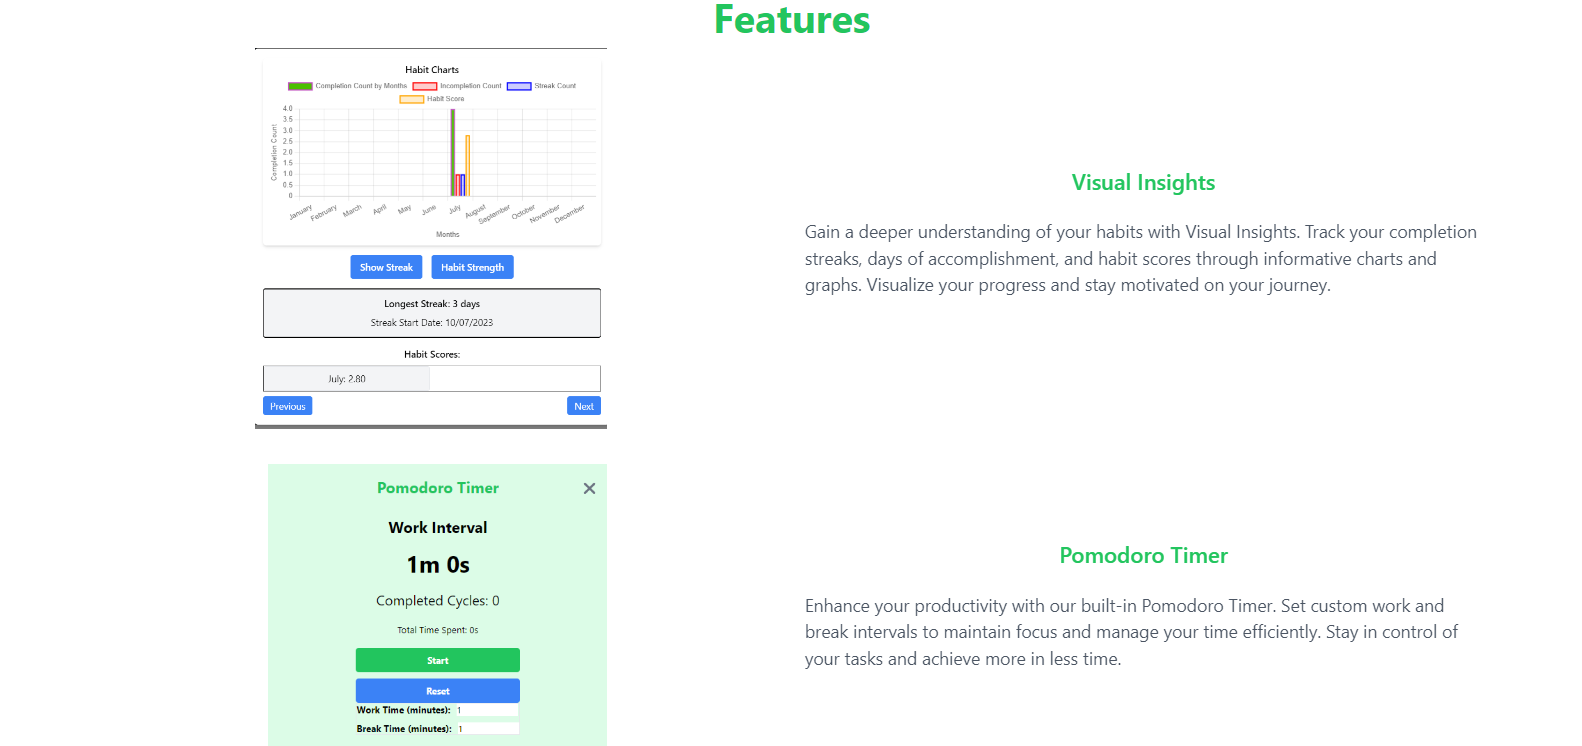 Features
Habit Charts
Completion Count by Months Incompletion Count Streak Count
Habit Score
4.0
3.5
3.0
2.5
2.0
1.5
1.0
0.5
0
Completion Count
January February March April May June July August September October November December
Months
Show Streak Habit Strength
Longest Streak: 3 days
Streak Start Date: 10/07/2023
Habit Scores:
July: 2.80
Previous Next
Visual Insights
Gain a deeper understanding of your habits with Visual Insights. Track your completion
streaks, days of accomplishment, and habit scores through informative charts and
graphs. Visualize your progress and stay motivated on your journey.
Pomodoro Timer
Work Interval
1m 0s
Completed Cycles: 0
Total Time Spent: 0s
Start
Reset
Work Time (minutes): 1
Break Time (minutes): 1
Pomodoro Timer
Enhance your productivity with our built-in Pomodoro Timer. Set custom work and
break intervals to maintain focus and manage your time efficiently. Stay in control of
your tasks and achieve more in less time.